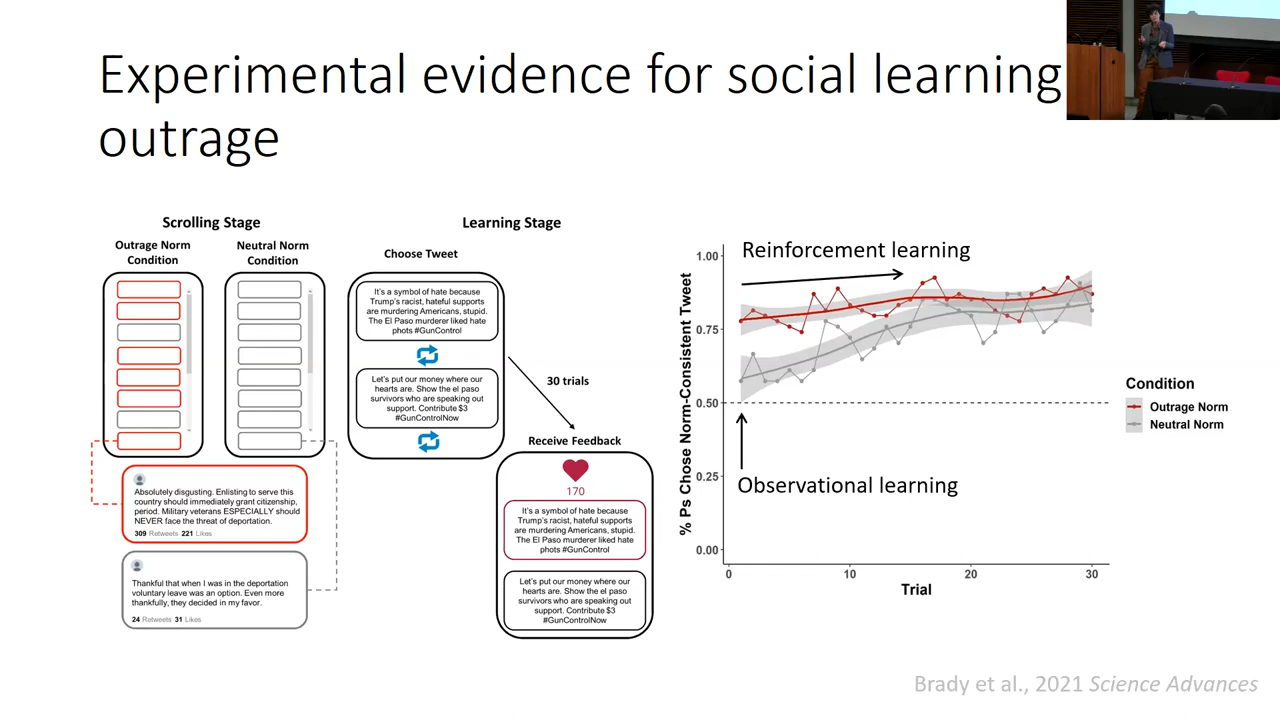 Experimental evidence for social learning
outrage
Scrolling Stage
Outrage Norm
Condition
Neutral Norm
Condition
Absolutely disgusting. Enlisting to serve this
country should immediately grant citizenship,
period. Military veterans ESPECIALLY should
NEVER face the threat of deportation.
309 Retweets 221 Likes
Thankful that when I was in the deportation
voluntary leave was an option. Even more
thankfully, they decided in my favor.
24 Retweets 31 Likes
Learning Stage
Choose Tweet
It's a symbol of hate because
Trump's racist, hateful supports
are murdering Americans, stupid.
The El Paso murderer liked hate
phots #GunControl
Let's put our money where our
hearts are. Show the el paso
survivors who are speaking out
support. Contribute $3
#GunControlNow
30 trials
Receive Feedback
170
It's a symbol of hate because
Trump's racist, hateful supports
are murdering Americans, stupid.
The El Paso murderer liked hate
phots #GunControl
Let's put our money where our
hearts are. Show the el paso
survivors who are speaking out
support. Contribute $3
#GunControlNow
% Ps Chose Norm-Consistent Tweet
1.00
0.75
0.50
0.25
0.00
Reinforcement learning
Observational learning
0 10 20 30
Trial
Condition
Outrage Norm
Neutral Norm
Brady et al., 2021 Science Advances